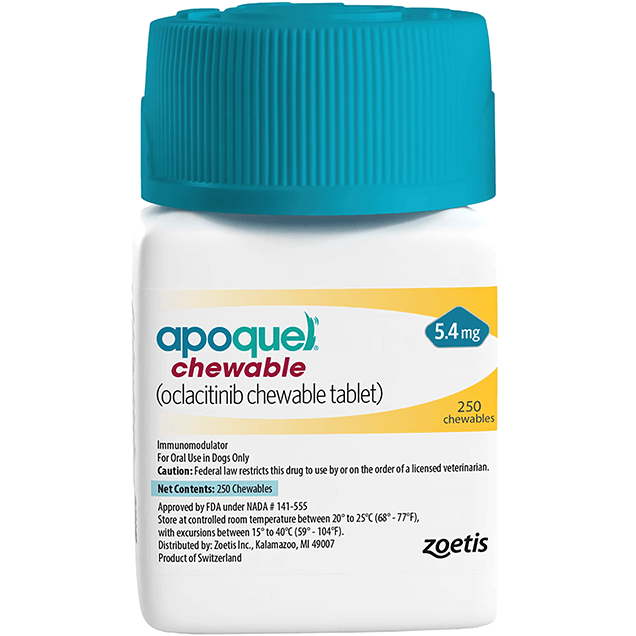 apoquel®
chewable
(oclacitinib chewable tablet)
5.4 mg
250
chewables
Immunomodulator
For Oral Use in Dogs Only
Caution: Federal law restricts this drug to use by or on the order of a licensed veterinarian.
Net Contents: 250 Chewables
Approved by FDA under NADA # 141-555
Store at controlled room temperature between 20° to 25°C (68° - 77°F),
with excursions between 15° to 40°C (59° - 104°F).
Distributed by: Zoetis Inc., Kalamazoo, MI 49007
Product of Switzerland
zoetis